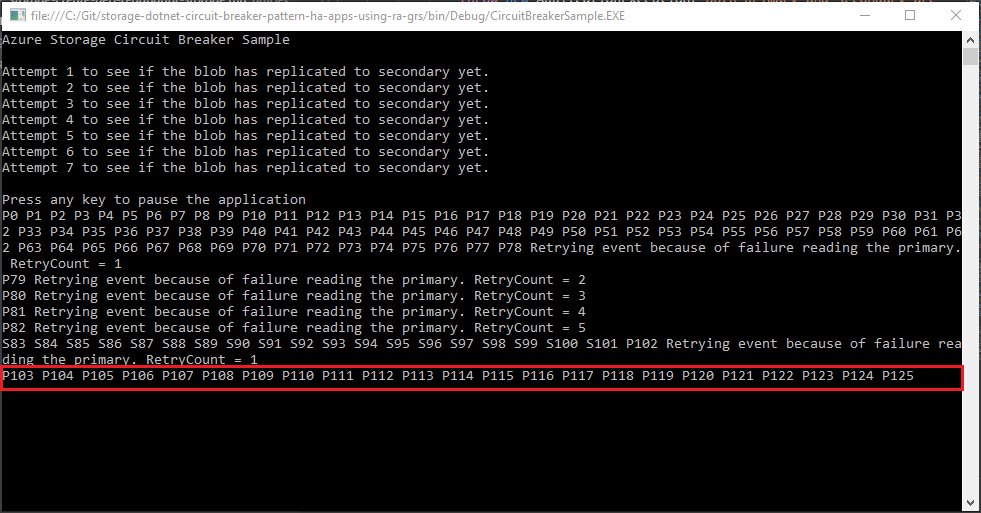 file:///C:/Git/storage-dotnet-circuit-breaker-pattern-ha-apps-using-ra-grs/bin/Debug/CircuitBreakerSample.EXE
Azure Storage Circuit Breaker Sample
Attempt 1 to see if the blob has replicated to secondary yet.
Attempt 2 to see if the blob has replicated to secondary yet.
Attempt 3 to see if the blob has replicated to secondary yet.
Attempt 4 to see if the blob has replicated to secondary yet.
Attempt 5 to see if the blob has replicated to secondary yet.
Attempt 6 to see if the blob has replicated to secondary yet.
Attempt 7 to see if the blob has replicated to secondary yet.
Press any key to pause the application
P0 P1 P2 P3 P4 P5 P6 P7 P8 P9 P10 P11 P12 P13 P14 P15 P16 P17 P18 P19 P20 P21 P22 P23 P24 P25 P26 P27 P28 P29 P30 P31 P3
2 P33 P34 P35 P36 P37 P38 P39 P40 P41 P42 P43 P44 P45 P46 P47 P48 P49 P50 P51 P52 P53 P54 P55 P56 P57 P58 P59 P60 P61 P6
2 P63 P64 P65 P66 P67 P68 P69 P70 P71 P72 P73 P74 P75 P76 P77 P78 Retrying event because of failure reading the primary.
RetryCount = 1
P79 Retrying event because of failure reading the primary. RetryCount = 2
P80 Retrying event because of failure reading the primary. RetryCount = 3
P81 Retrying event because of failure reading the primary. RetryCount = 4
P82 Retrying event because of failure reading the primary. RetryCount = 5
S83 S84 S85 S86 S87 S88 S89 S90 S91 S92 S93 S94 S95 S96 S97 S98 S99 S100 S101 P102 Retrying event because of failure rea
ding the primary. RetryCount = 1
P103 P104 P105 P106 P107 P108 P109 P110 P111 P112 P113 P114 P115 P116 P117 P118 P119 P120 P121 P122 P123 P124 P125